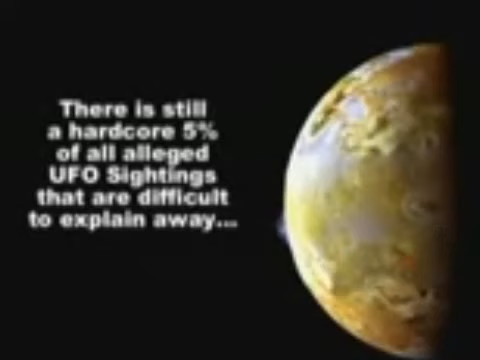 There is still
a hardcore 5%
of all alleged
UFO Sightings
that are difficult
to explain away...